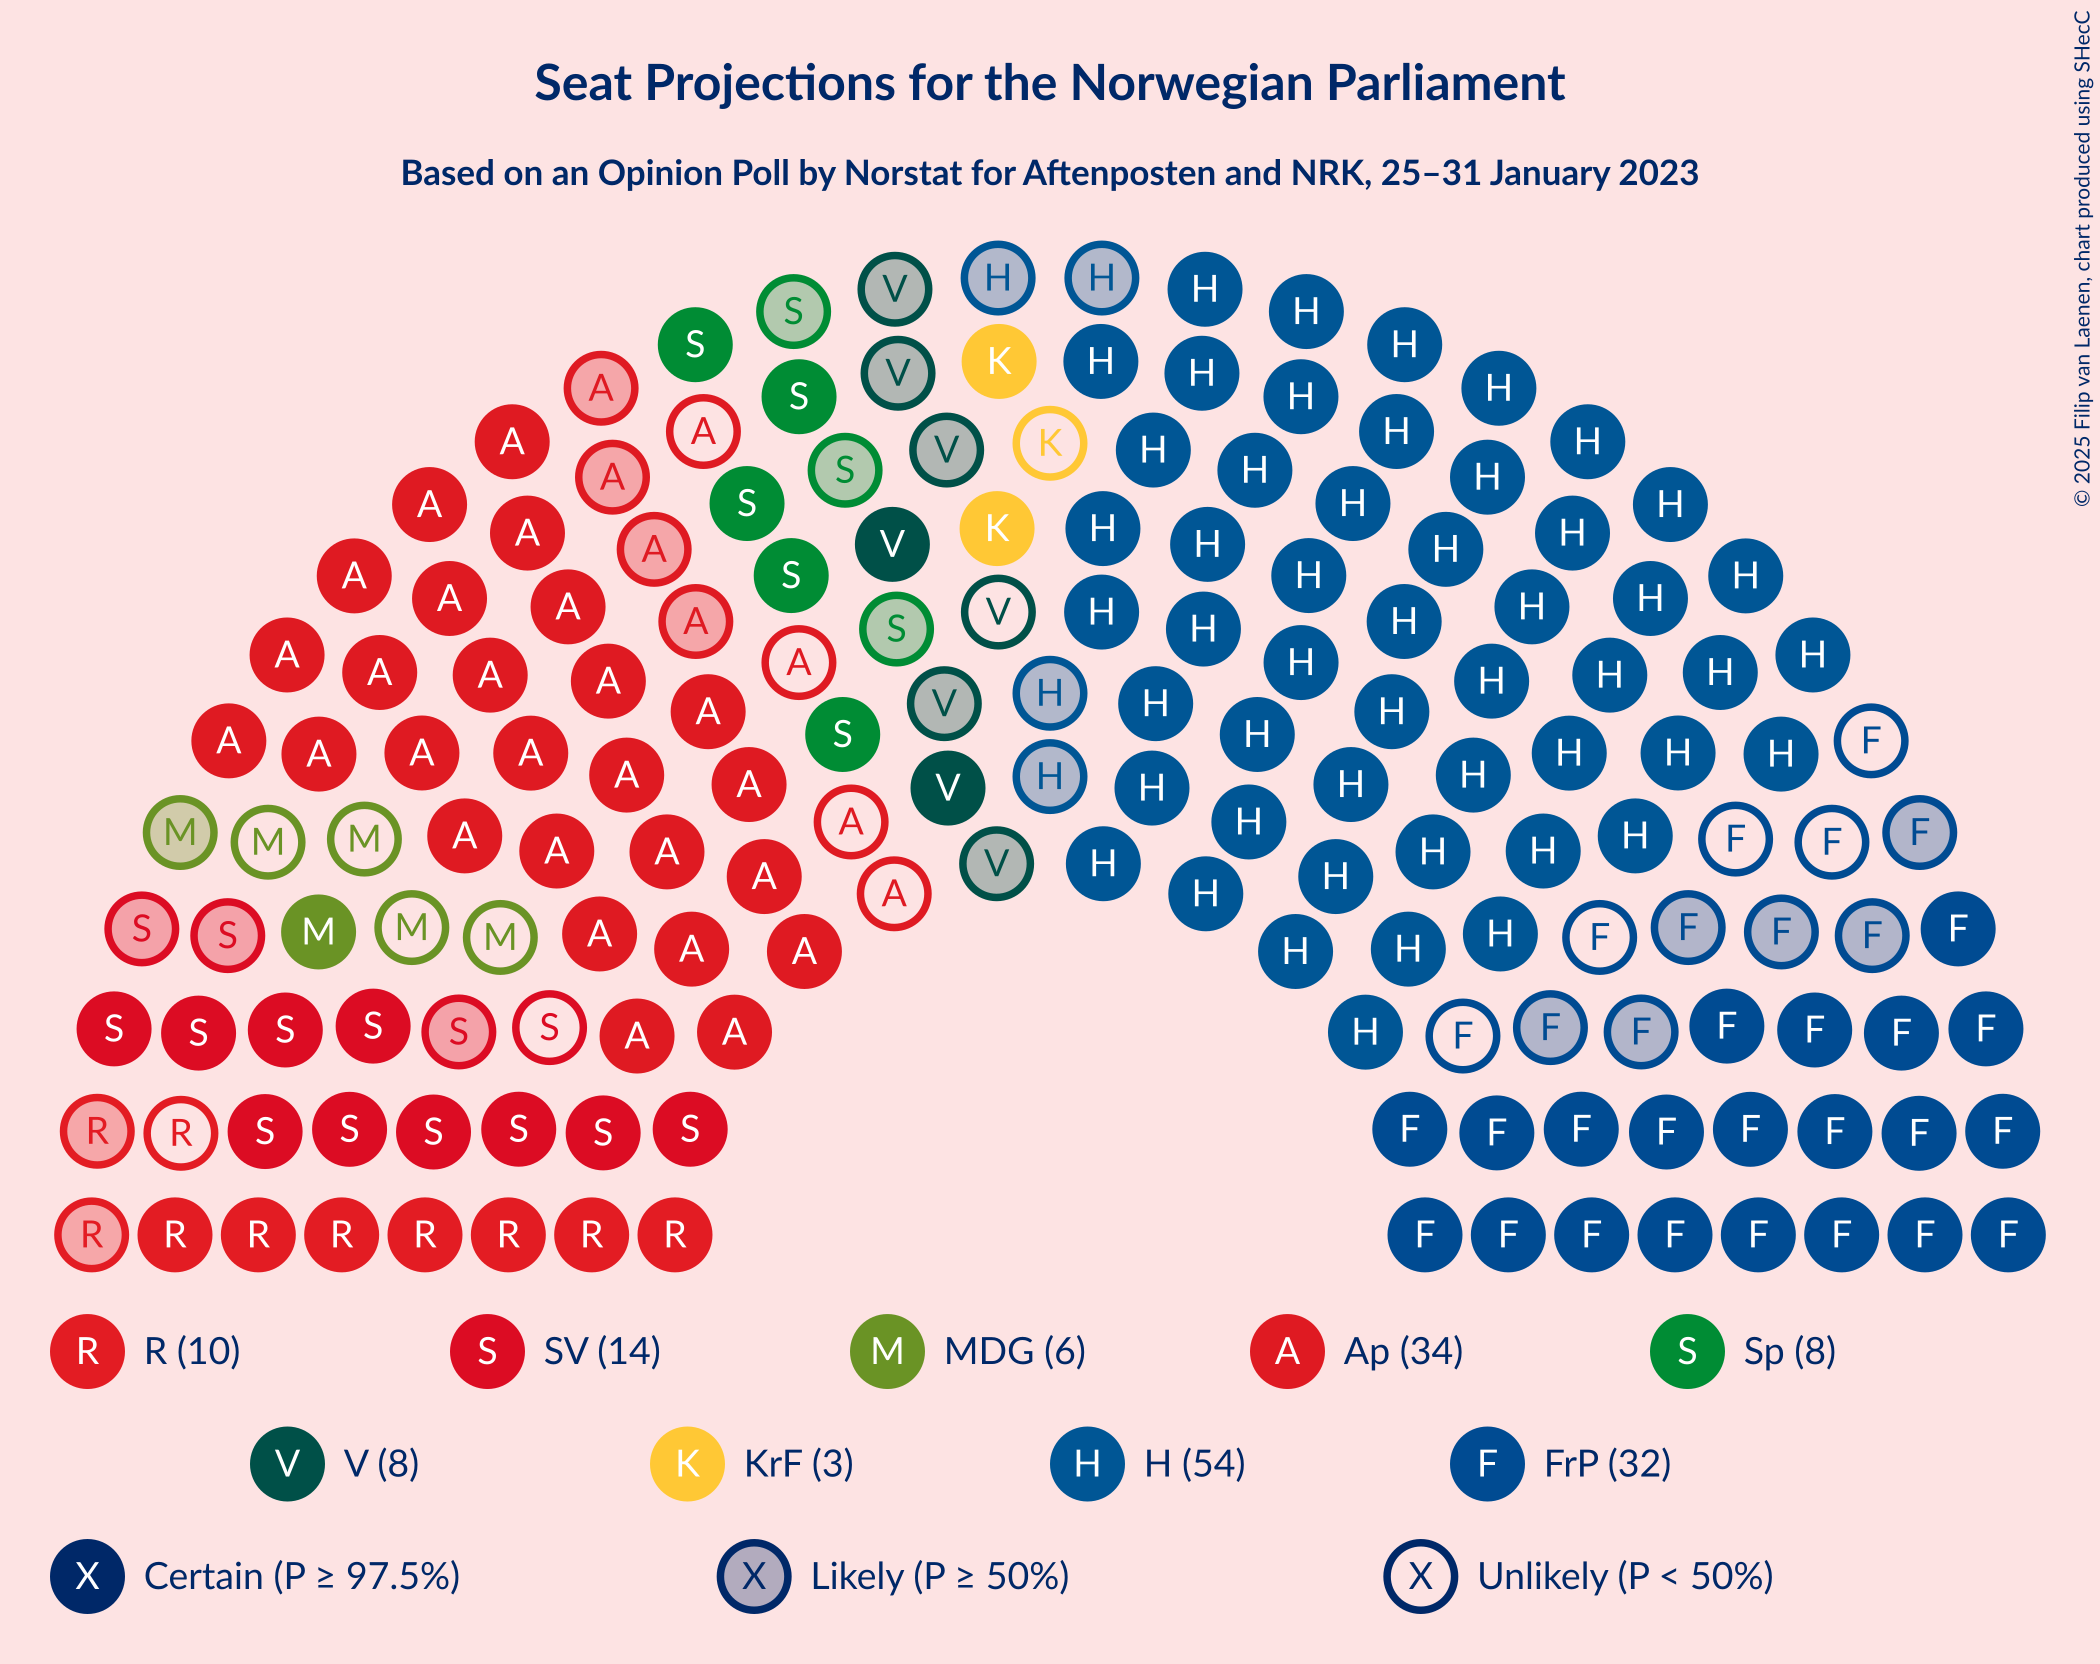 Seat Projections for the Norwegian Parliament
Based on an Opinion Poll by Norstat for Aftenposten and NRK, 25–31 January 2023
© 2025 Filip van Laenen, chart produced using SHecC
H H
V H
S H
S H
K H
V H
S H
A H
A H
A H
K
V H
S H
A H
A H
S H
A H
K H
V H
S H
A H
A H
A H
V H
S H
A H
A H
A H
A H
A H
A H
A H
H
V H
A H
S H
A H
A H
A H
A F
A H
A H
A H
A H
H
V H
A H
A H
M F
M F
M F
A H
A H
A H
V H
A H
A H
S F
S F
M F
M F
M F
A H
A H
A H
S S S S S S A A H F F F F F F F
R R S S S S S S F F F F F F F F
R R R R R R R R F F F F F F F F
R R (10) S SV (14) M MDG (6) A Ap (34) S Sp (8)
V V (8) K KrF (3) H H (54) F FrP (32)
X Certain (P ≥ 97.5%) X Likely (P ≥ 50%) X Unlikely (P < 50%)